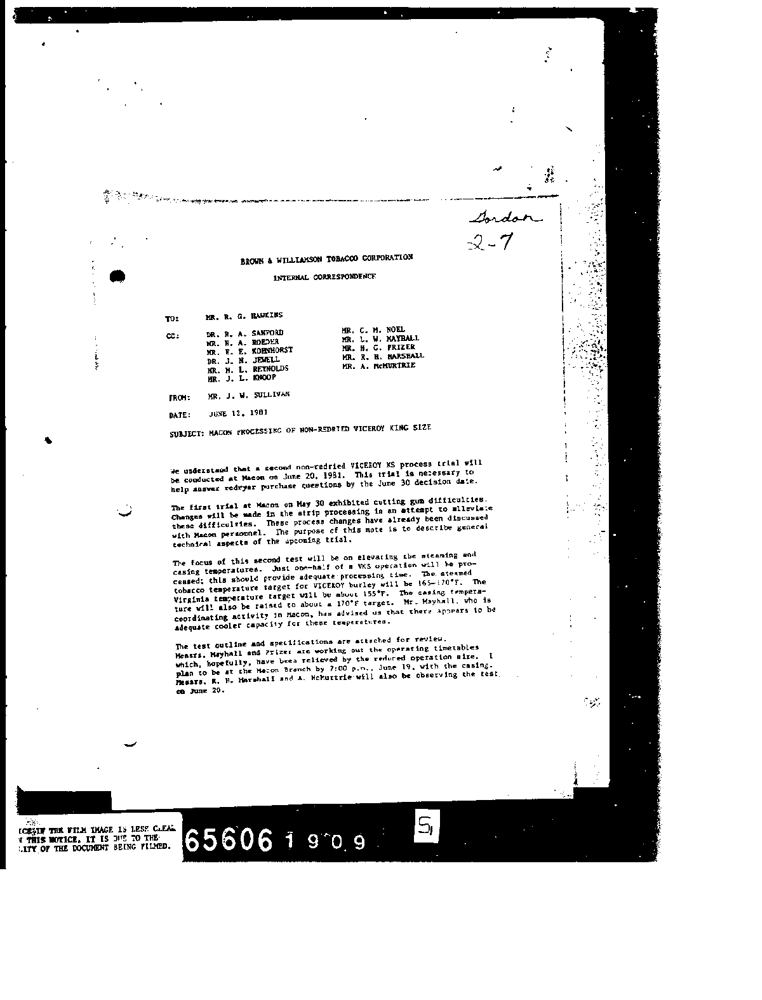 Gordon
2-7
BROWN & WILLIAMSON TOBACCO CORPORATION
INTERNAL CORRESPONDENCE
TO: MR. R. G. HAWKINS
CC: DR. R. A. SANFORD MR. C. M. NOEL
MR. E. A. ROEDER MR. L. W. MAYHALL
MR. F. E. KOEHNHORST MR. H. C. PRIZER
DR. J. N. JEWELL MR. K. H. MARSHALL
MR. M. L. REYNOLDS MR. A. McMURTRIE
MR. J. L. KNOOP
FROM: MR. J. W. SULLIVAN
DATE: JUNE 12, 1981
SUBJECT: MACON PROCESSING OF NON-REDRIED VICEROY KING SIZE
We understand that a second non-redried VICEROY KS process trial will
be conducted at Macon on June 20, 1981. This trial is necessary to
help answer redryer purchase questions by the June 30 decision date.
The first trial at Macon on May 30 exhibited cutting gum difficulties.
Changes will be made in the strip processing in an attempt to alleviate
these difficulties. These process changes have already been discussed
with Macon personnel. The purpose of this note is to describe general
technical aspects of the upcoming trial.
The focus of this second test will be on elevating the steaming and
casing temperatures. Just one-half of a VKS operation will be pro-
cessed; this should provide adequate processing time. The steamed
tobacco temperature target for VICEROY burley will be 165-170°F. The
Virginia temperature target will be about 155°F. The casing tempera-
ture will also be raised to about a 170°F target. Mr. Mayhall, who is
coordinating activity in Macon, has advised us that there appears to be
adequate cooler capacity for these temperatures.
The test outline and specifications are attached for review.
Messrs. Mayhall and Prizer are working out the operating timetables
which, hopefully, have been relieved by the reduced operation size. I
plan to be at the Macon Branch by 7:00 p.m., June 19, with the casing.
Messrs. K. H. Marshall and A. McMurtrie will also be observing the test
on June 20.
IF THE FILM IMAGE IS LESS CLEAR
THIS NOTICE, IT IS DUE TO THE
OF THE DOCUMENT BEING FILMED.
65606 1909